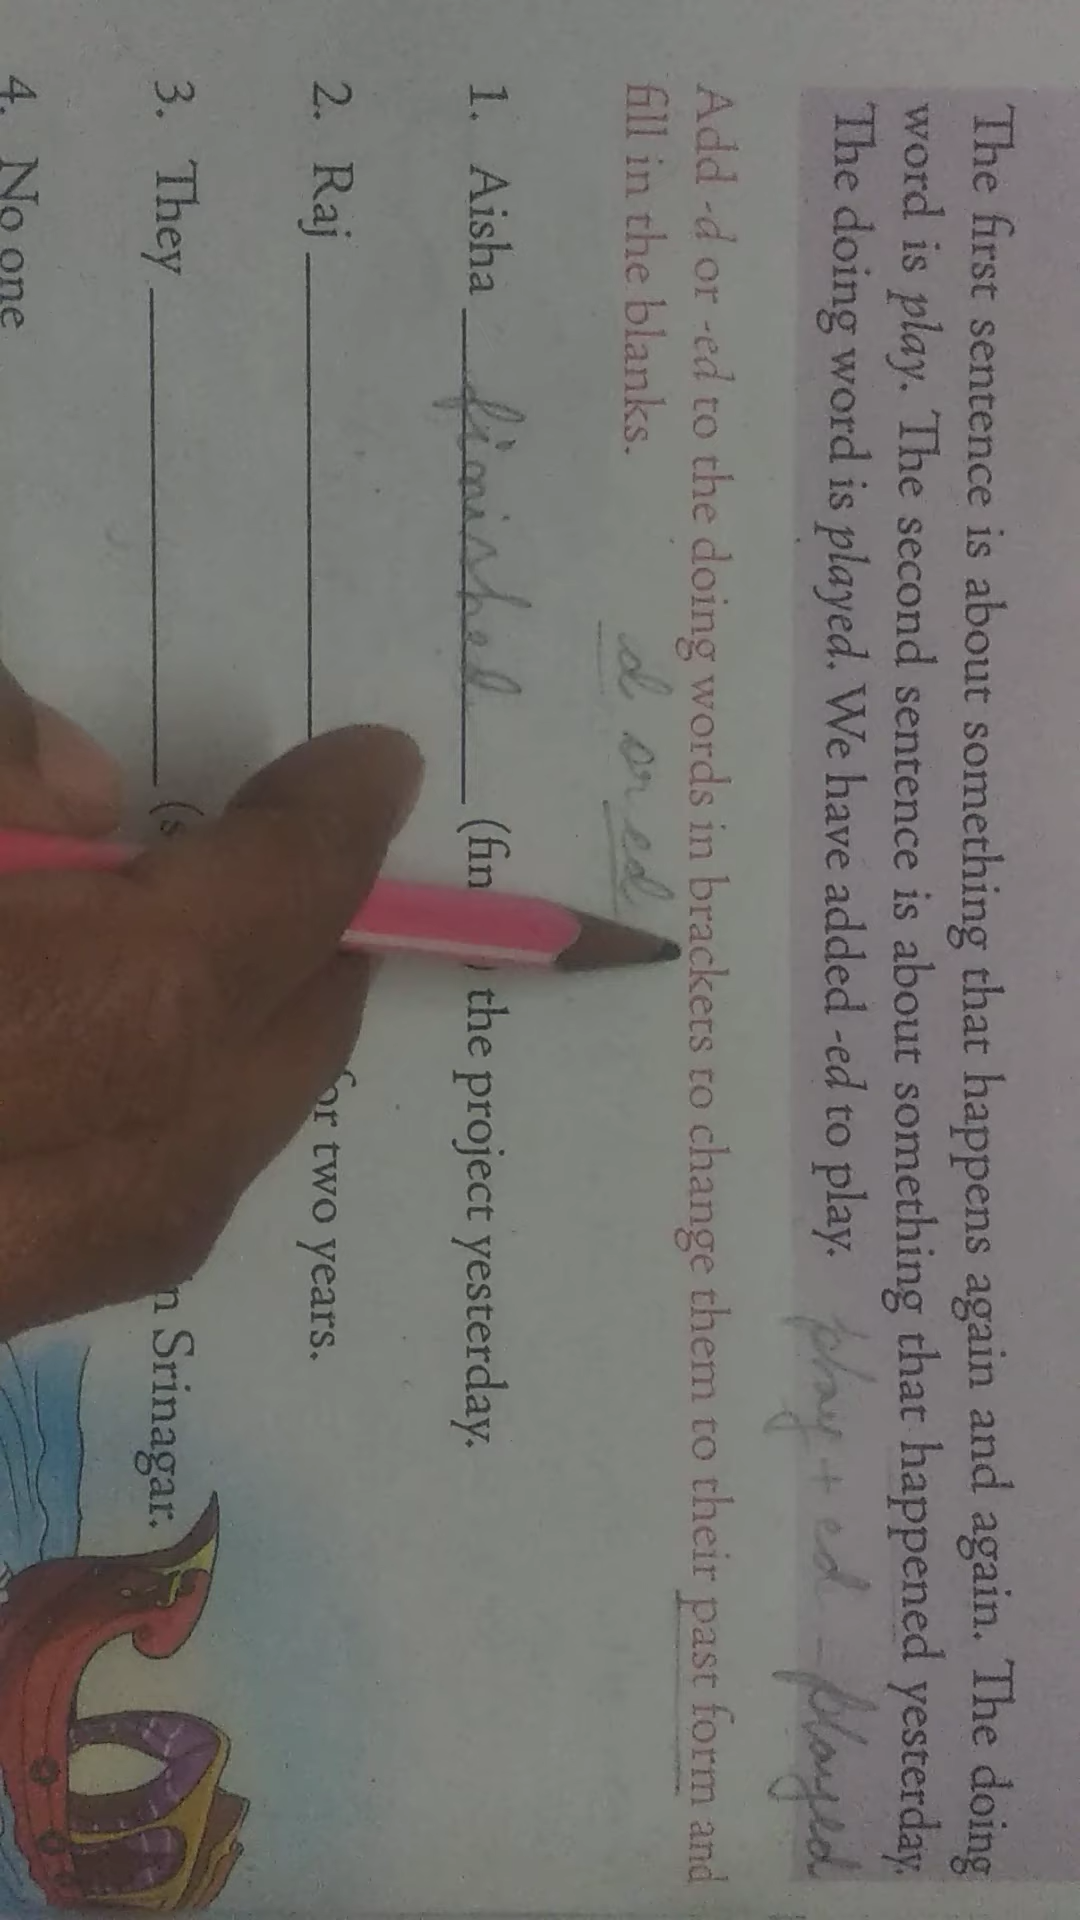 The first sentence is about something that happens again and again. The doing
word is play. The second sentence is about something that happened yesterday.
The doing word is played. We have added -ed to play. play + ed = played
Add -d or -ed to the doing words in brackets to change them to their past form and
fill in the blanks.
d or ed
1. Aisha finished (fin ) the project yesterday.
2. Raj for two years.
3. They (s n Srinagar.
4. No one